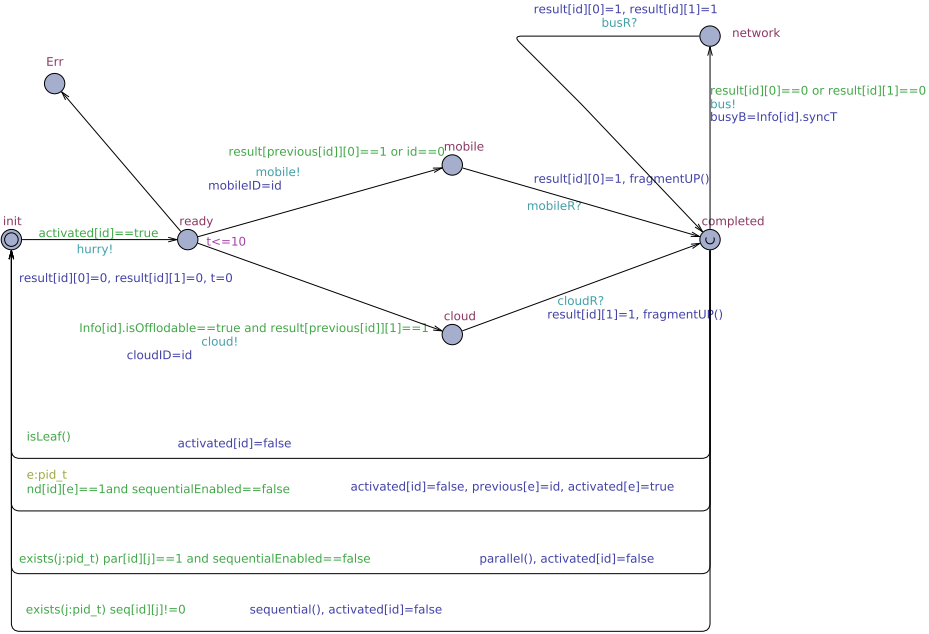 result[id][0]=1, result[id][1]=1
busR?
network
Err
result[id][0]==0 or result[id][1]==0
bus!
busyB=Info[id].syncT
result[previous[id]][0]==1 or id==0
mobile
mobile!
mobileID=id
result[id][0]=1, fragmentUP()
mobileR?
init
ready
completed
activated[id]==true
t<=10
hurry!
result[id][0]=0, result[id][1]=0, t=0
cloudR?
cloud
result[id][1]=1, fragmentUP()
Info[id].isOfflodable==true and result[previous[id]][1]==1
cloud!
cloudID=id
isLeaf()
activated[id]=false
e:pid_t
nd[id][e]==1and sequentialEnabled==false
activated[id]=false, previous[e]=id, activated[e]=true
exists(j:pid_t) par[id][j]==1 and sequentialEnabled==false
parallel(), activated[id]=false
exists(j:pid_t) seq[id][j]!=0
sequential(), activated[id]=false